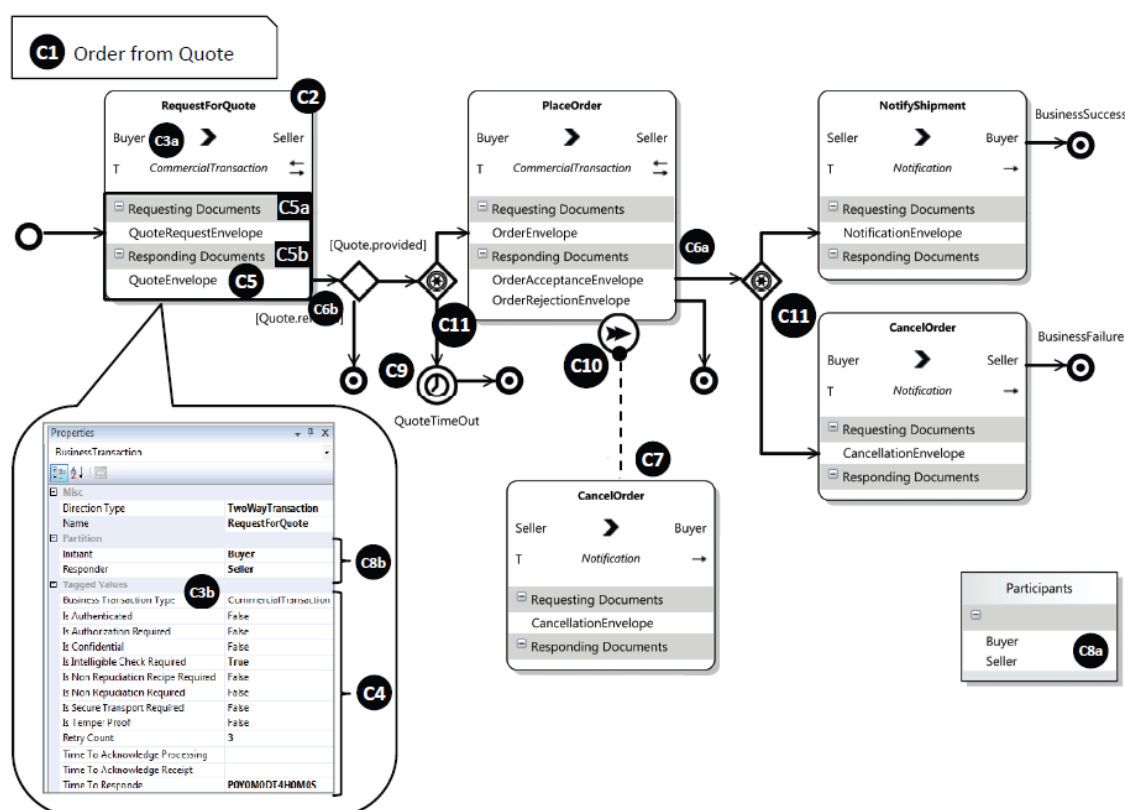 C1 Order from Quote
RequestForQuote
C2
Buyer C3a Seller
T CommercialTransaction
Requesting Documents C5a
QuoteRequestEnvelope
Responding Documents C5b
QuoteEnvelope C5
[Quote.provided]
C6b
C11
C9
QuoteTimeOut
PlaceOrder
Buyer Seller
T CommercialTransaction
Requesting Documents
OrderEnvelope
Responding Documents
OrderAcceptanceEnvelope
OrderRejectionEnvelope
C6a
C10
C11
NotifyShipment
Seller Buyer
T Notification
Requesting Documents
NotificationEnvelope
Responding Documents
BusinessSuccess
CancelOrder
Buyer Seller
T Notification
Requesting Documents
CancellationEnvelope
Responding Documents
BusinessFailure
C7
CancelOrder
Seller Buyer
T Notification
Requesting Documents
CancellationEnvelope
Responding Documents
Participants
Buyer
Seller
C8a
Properties
BusinessTransaction
Misc
Direction Type TwoWayTransaction
Name RequestForQuote
Partition
Initiant Buyer
Responder Seller
C8b
Tagged Values
C3b
Business Transaction Type CommercialTransaction
Is Authenticated False
Is Authorization Required False
Is Confidential False
Is Intelligible Check Required True
Is Non Repudiation Recipe Required False
Is Non Repudiation Required False
Is Secure Transport Required False
Is Temper Proof False
Retry Count 3
Time To Acknowledge Processing
Time To Acknowledge Receipt
Time To Responde P0Y0M0DT4H0M0S
C4